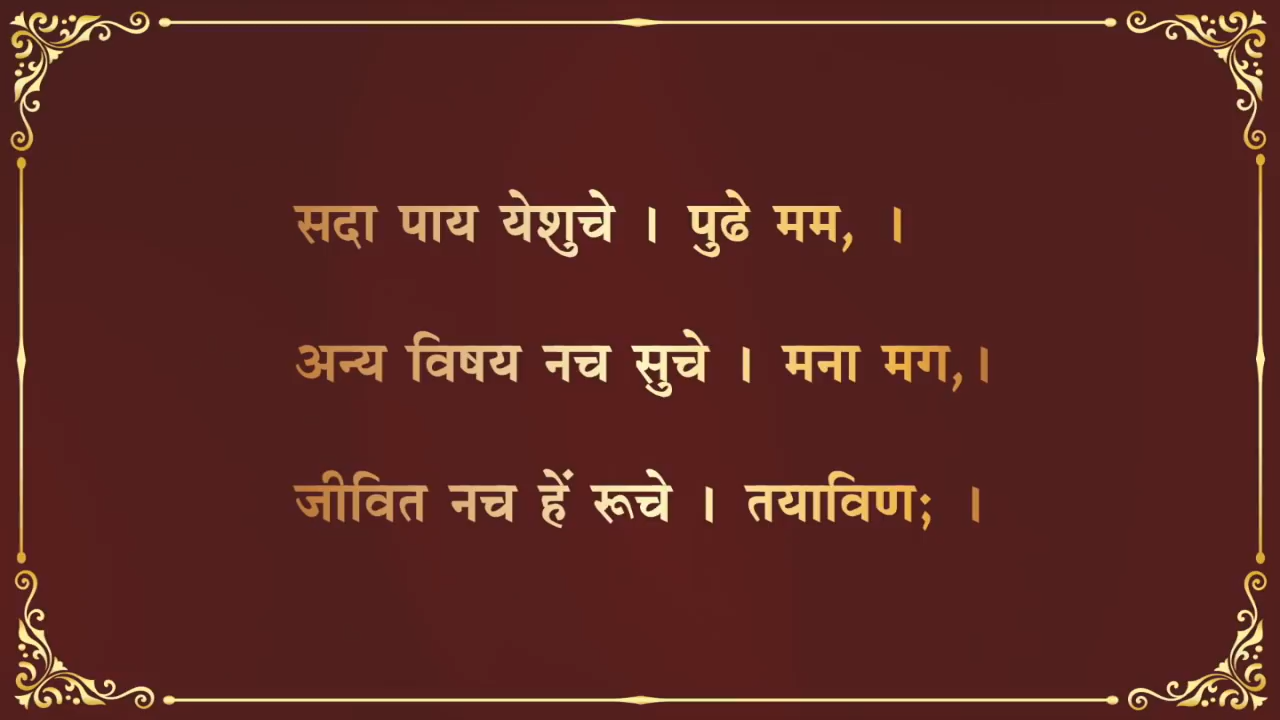 सदा पाय येशुचे । पुढे मम, ।
अन्य विषय नच सुचे । मना मग,।
जीवित नच हें रूचे । तयाविण; ।